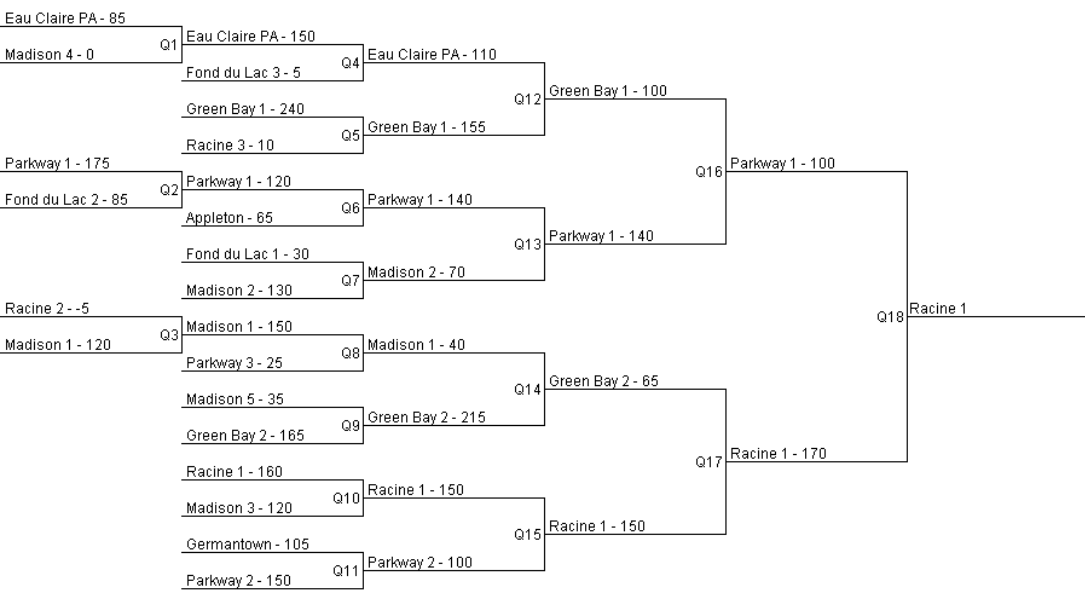 Eau Claire PA - 85
Madison 4 - 0
Q1
Eau Claire PA - 150
Fond du Lac 3 - 5
Q4
Eau Claire PA - 110
Green Bay 1 - 240
Racine 3 - 10
Q5
Green Bay 1 - 155
Q12
Green Bay 1 - 100
Parkway 1 - 175
Fond du Lac 2 - 85
Q2
Parkway 1 - 120
Appleton - 65
Q6
Parkway 1 - 140
Fond du Lac 1 - 30
Madison 2 - 130
Q7
Madison 2 - 70
Q13
Parkway 1 - 140
Q16
Parkway 1 - 100
Racine 2 - -5
Madison 1 - 120
Q3
Madison 1 - 150
Parkway 3 - 25
Q8
Madison 1 - 40
Madison 5 - 35
Green Bay 2 - 165
Q9
Green Bay 2 - 215
Q14
Green Bay 2 - 65
Racine 1 - 160
Madison 3 - 120
Q10
Racine 1 - 150
Germantown - 105
Parkway 2 - 150
Q11
Parkway 2 - 100
Q15
Racine 1 - 150
Q17
Racine 1 - 170
Q18
Racine 1